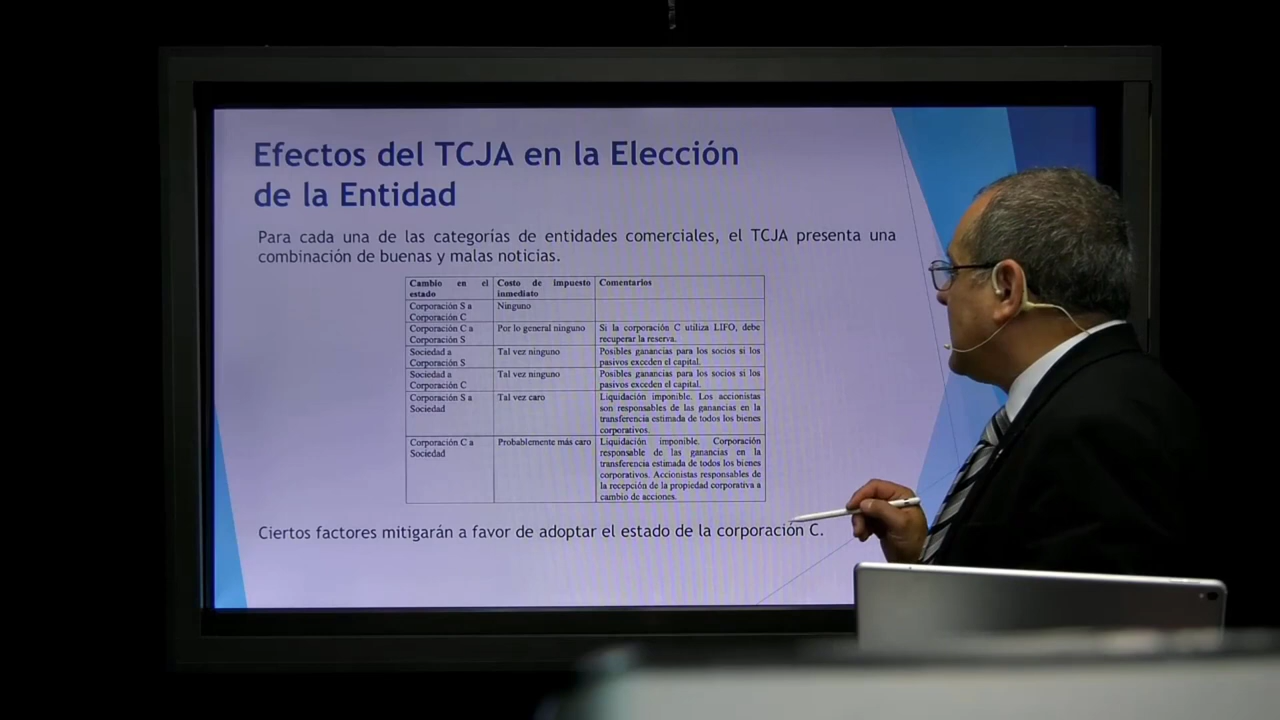 Efectos del TCJA en la Elección
de la Entidad
Para cada una de las categorías de entidades comerciales, el TCJA presenta una
combinación de buenas y malas noticias.
Cambio en el estado | Costo de impuesto inmediato | Comentarios
Corporación S a Corporación C | Ninguno
Corporación C a Corporación S | Por lo general ninguno | Si la corporación C utiliza LIFO, debe
recuperar la reserva.
Sociedad a Corporación S | Tal vez ninguno | Posibles ganancias para los socios si los
pasivos exceden el capital.
Sociedad a Corporación C | Tal vez ninguno | Posibles ganancias para los socios si los
pasivos exceden el capital.
Corporación S a Sociedad | Tal vez caro | Liquidación imponible. Los accionistas
son responsables de las ganancias en la
transferencia estimada de todos los bienes
corporativos.
Corporación C a Sociedad | Probablemente más caro | Liquidación imponible. Corporación
responsable de las ganancias en la
transferencia estimada de todos los bienes
corporativos. Accionistas responsables de
la recepción de la propiedad corporativa a
cambio de acciones.
Ciertos factores mitigarán a favor de adoptar el estado de la corporación C.